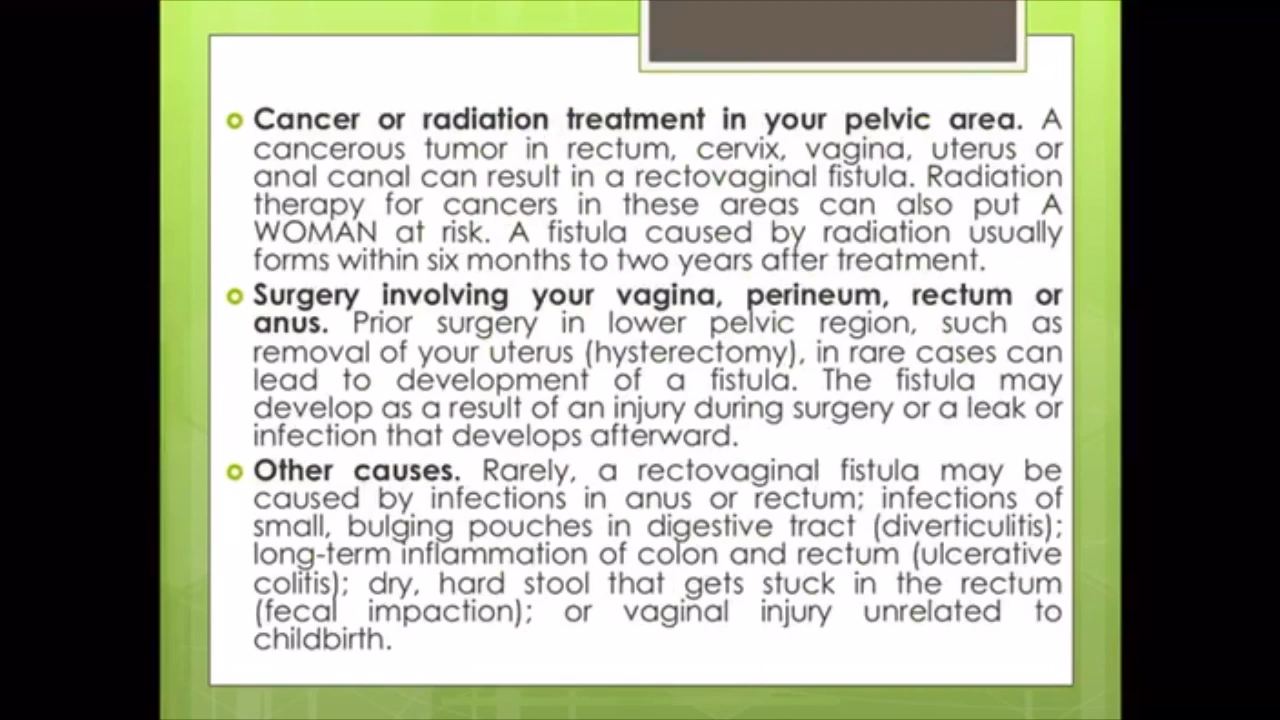 Cancer or radiation treatment in your pelvic area. A
cancerous tumor in rectum, cervix, vagina, uterus or
anal canal can result in a rectovaginal fistula. Radiation
therapy for cancers in these areas can also put A
WOMAN at risk. A fistula caused by radiation usually
forms within six months to two years after treatment.
Surgery involving your vagina, perineum, rectum or
anus. Prior surgery in lower pelvic region, such as
removal of your uterus (hysterectomy), in rare cases can
lead to development of a fistula. The fistula may
develop as a result of an injury during surgery or a leak or
infection that develops afterward.
Other causes. Rarely, a rectovaginal fistula may be
caused by infections in anus or rectum; infections of
small, bulging pouches in digestive tract (diverticulitis);
long-term inflammation of colon and rectum (ulcerative
colitis); dry, hard stool that gets stuck in the rectum
(fecal impaction); or vaginal injury unrelated to
childbirth.